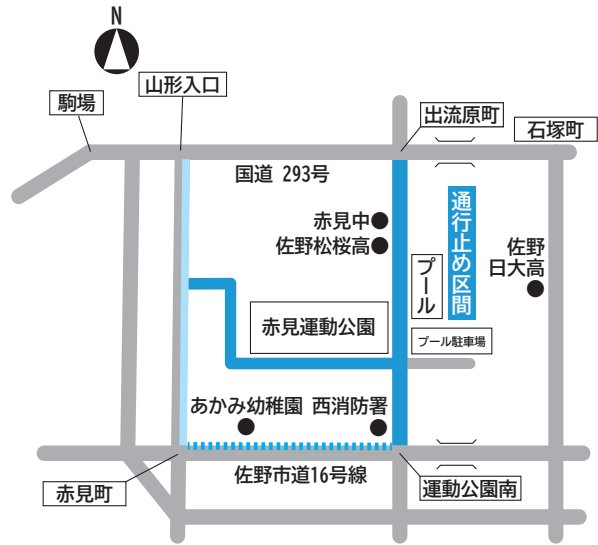 N
山形入口
駒場
出流原町
石塚町
国道 293号
赤見中
佐野松桜高
通行止め区間
佐野
日大高
プール
赤見運動公園
プール駐車場
あかみ幼稚園 西消防署
佐野市道16号線
赤見町
運動公園南